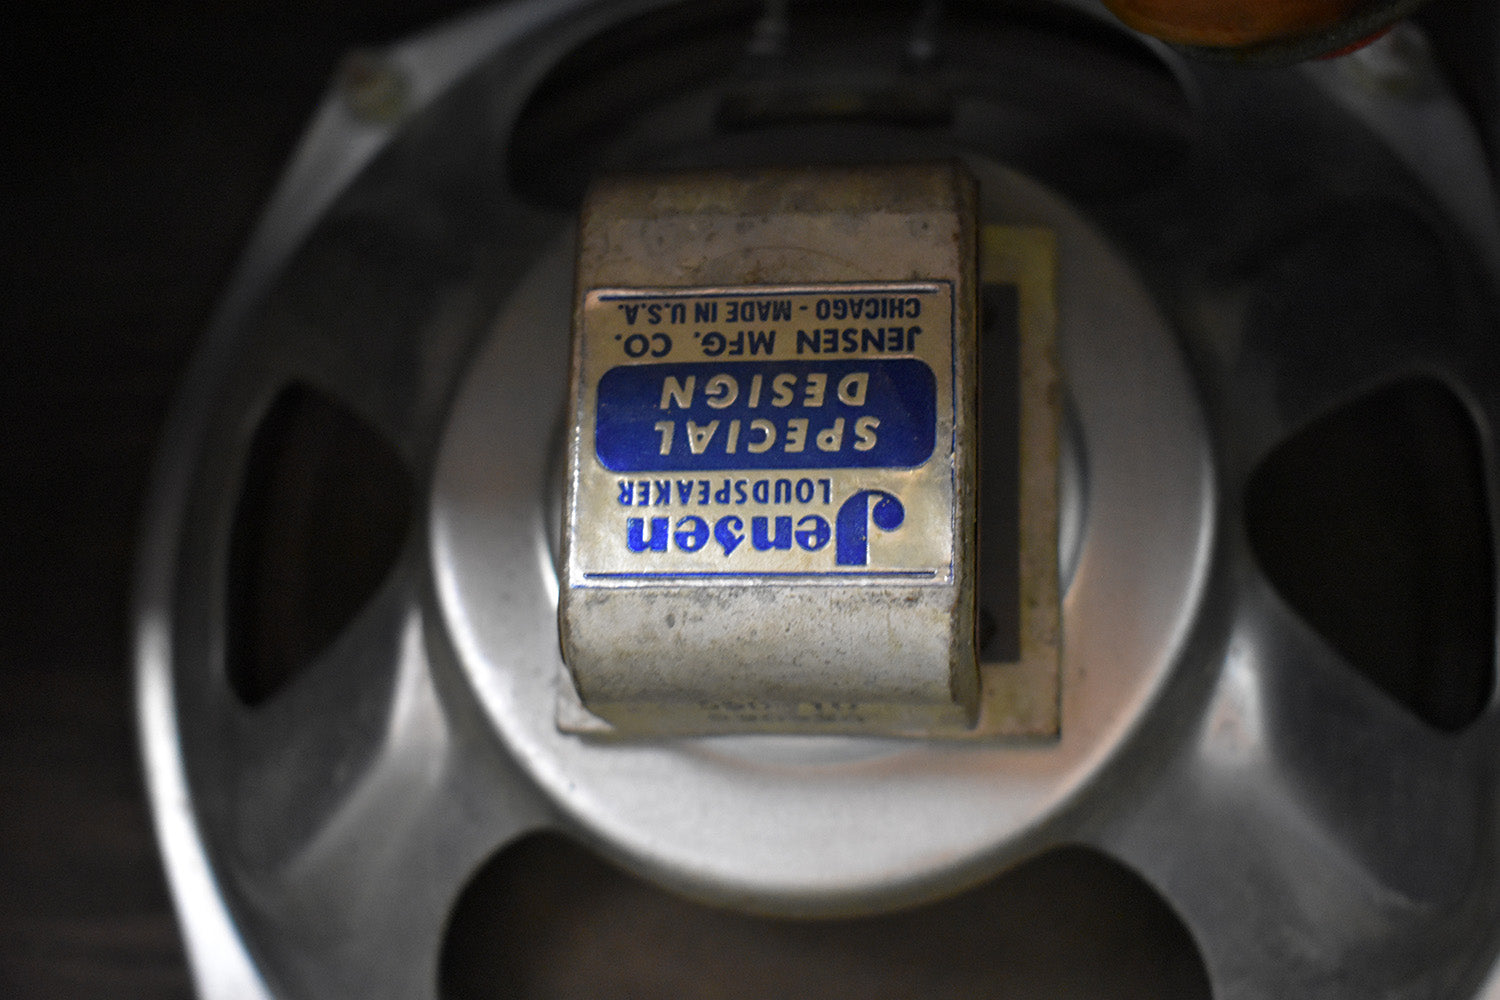 Jensen
LOUDSPEAKER
SPECIAL
DESIGN
JENSEN MFG. CO.
CHICAGO - MADE IN U.S.A.